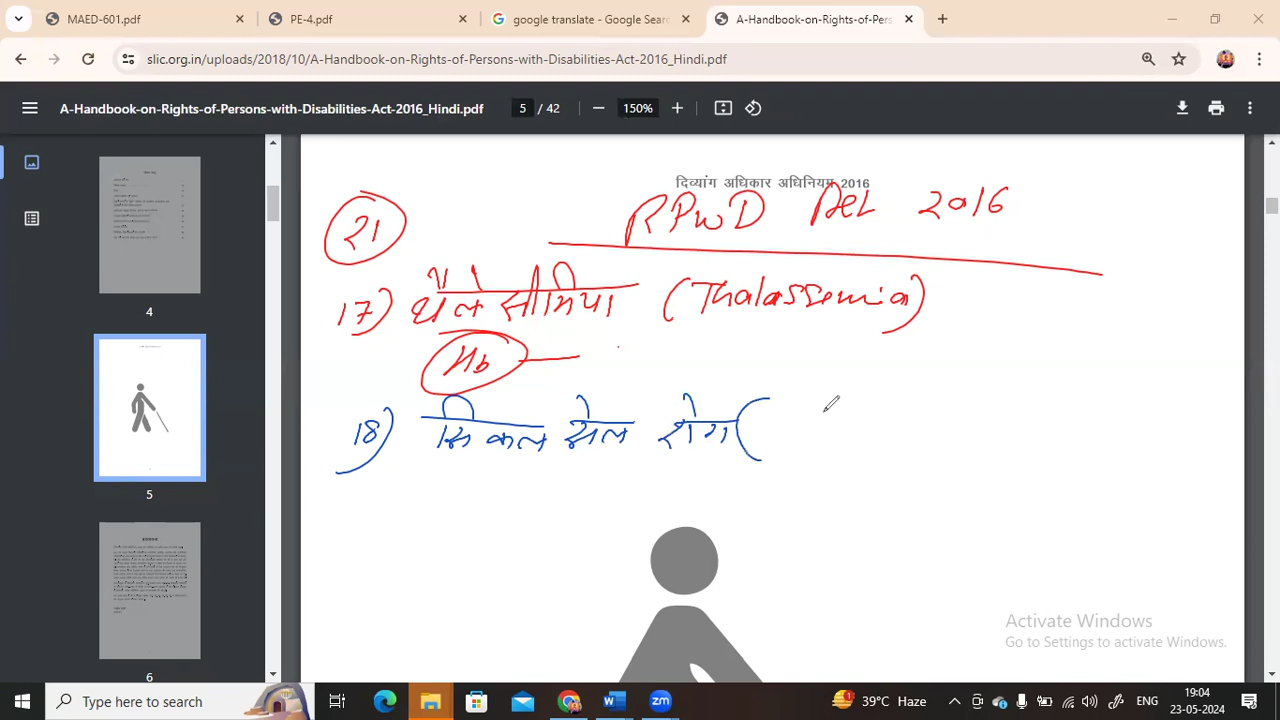 MAED-601.pdf
PE-4.pdf
google translate - Google Searc
A-Handbook-on-Rights-of-Pers
slic.org.in/uploads/2018/10/A-Handbook-on-Rights-of-Persons-with-Disabilities-Act-2016_Hindi.pdf
A-Handbook-on-Rights-of-Persons-with-Disabilities-Act-2016_Hindi.pdf
5 / 42
150%
दिव्यांग अधिकार अधिनियम 2016
21
RPwD Act 2016
17) थैलेसीमिया (Thalassemia)
Hb —
18) सिकल सेल रोग (
4
5
6
Activate Windows
Go to Settings to activate Windows.
Type here to search
1
39°C Haze
ENG
19:04
23-05-2024